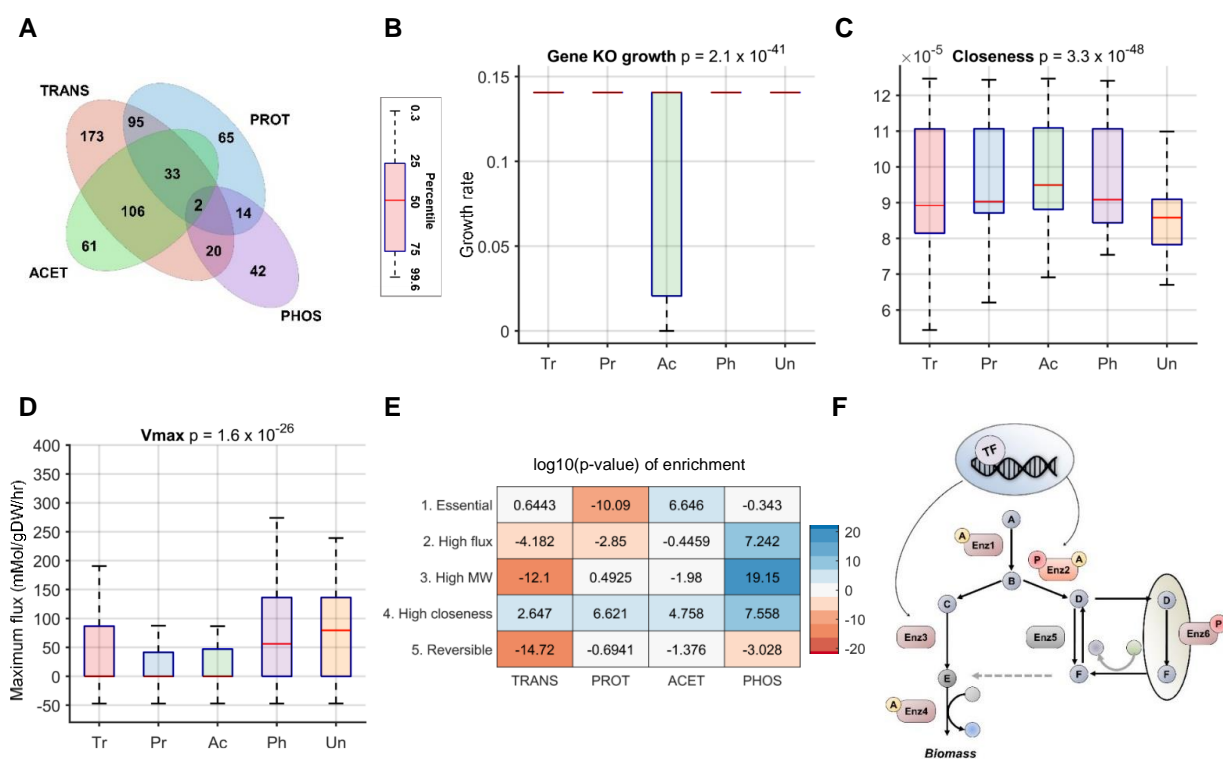 A
TRANS
173
95
PROT
65
33
106
2
14
61
20
42
ACET
PHOS
0.3
25
50
75
99.6
Percentile
B
Gene KO growth p = 2.1 x 10^-41
Growth rate
0.15
0.1
0.05
0
Tr Pr Ac Ph Un
C
×10^-5 Closeness p = 3.3 x 10^-48
12
11
10
9
8
7
6
Tr Pr Ac Ph Un
D
Vmax p = 1.6 x 10^-26
Maximum flux (mMol/gDW/hr)
400
350
300
250
200
150
100
50
0
-50
Tr Pr Ac Ph Un
E
log10(p-value) of enrichment
1. Essential 0.6443 -10.09 6.646 -0.343
2. High flux -4.182 -2.85 -0.4459 7.242
3. High MW -12.1 0.4925 -1.98 19.15
4. High closeness 2.647 6.621 4.758 7.558
5. Reversible -14.72 -0.6941 -1.376 -3.028
TRANS PROT ACET PHOS
20
10
0
-10
-20
F
TF
A
A
Enz1
P
A
Enz2
B
C
D
D
Enz3
Enz5
P
Enz6
E
F
F
A
Enz4
Biomass